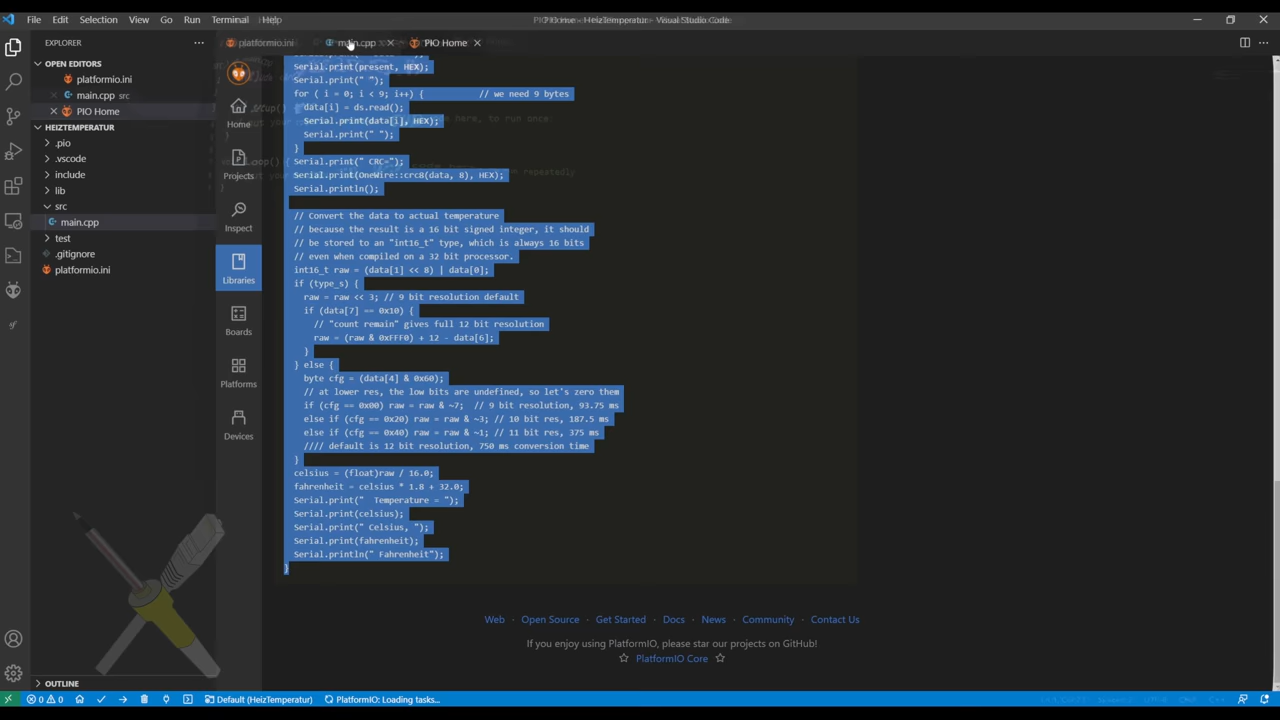 File Edit Selection View Go Run Terminal Help
PIO Home - HeizTemperatur - Visual Studio Code
EXPLORER
platformio.ini main.cpp PIO Home
OPEN EDITORS
platformio.ini
main.cpp src
PIO Home
HEIZTEMPERATUR
.pio
.vscode
include
lib
src
main.cpp
test
.gitignore
platformio.ini
OUTLINE
Home
Projects
Inspect
Libraries
Boards
Platforms
Devices
Serial.print(present, HEX);
Serial.print(" ");
for ( i = 0; i < 9; i++) { // we need 9 bytes
data[i] = ds.read();
Serial.print(data[i], HEX);
Serial.print(" ");
}
Serial.print(" CRC=");
Serial.print(OneWire::crc8(data, 8), HEX);
Serial.println();
// Convert the data to actual temperature
// because the result is a 16 bit signed integer, it should
// be stored to an "int16_t" type, which is always 16 bits
// even when compiled on a 32 bit processor.
int16_t raw = (data[1] << 8) | data[0];
if (type_s) {
raw = raw << 3; // 9 bit resolution default
if (data[7] == 0x10) {
// "count remain" gives full 12 bit resolution
raw = (raw & 0xFFF0) + 12 - data[6];
}
} else {
byte cfg = (data[4] & 0x60);
// at lower res, the low bits are undefined, so let's zero them
if (cfg == 0x00) raw = raw & ~7; // 9 bit resolution, 93.75 ms
else if (cfg == 0x20) raw = raw & ~3; // 10 bit res, 187.5 ms
else if (cfg == 0x40) raw = raw & ~1; // 11 bit res, 375 ms
//// default is 12 bit resolution, 750 ms conversion time
}
celsius = (float)raw / 16.0;
fahrenheit = celsius * 1.8 + 32.0;
Serial.print(" Temperature = ");
Serial.print(celsius);
Serial.print(" Celsius, ");
Serial.print(fahrenheit);
Serial.println(" Fahrenheit");
}
Web · Open Source · Get Started · Docs · News · Community · Contact Us
If you enjoy using PlatformIO, please star our projects on GitHub!
PlatformIO Core
0 0 Default (HeizTemperatur) PlatformIO: Loading tasks...